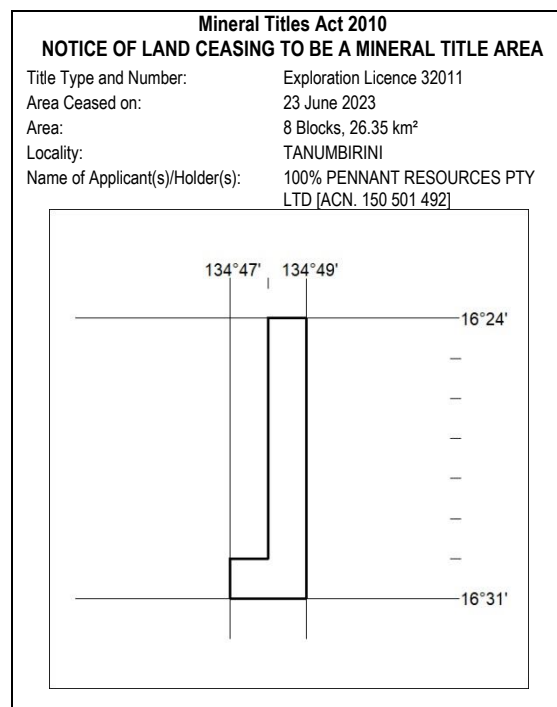 Mineral Titles Act 2010
NOTICE OF LAND CEASING TO BE A MINERAL TITLE AREA
Title Type and Number: Exploration Licence 32011
Area Ceased on: 23 June 2023
Area: 8 Blocks, 26.35 km²
Locality: TANUMBIRINI
Name of Applicant(s)/Holder(s): 100% PENNANT RESOURCES PTY
LTD [ACN. 150 501 492]
134°47' 134°49'
16°24'
16°31'